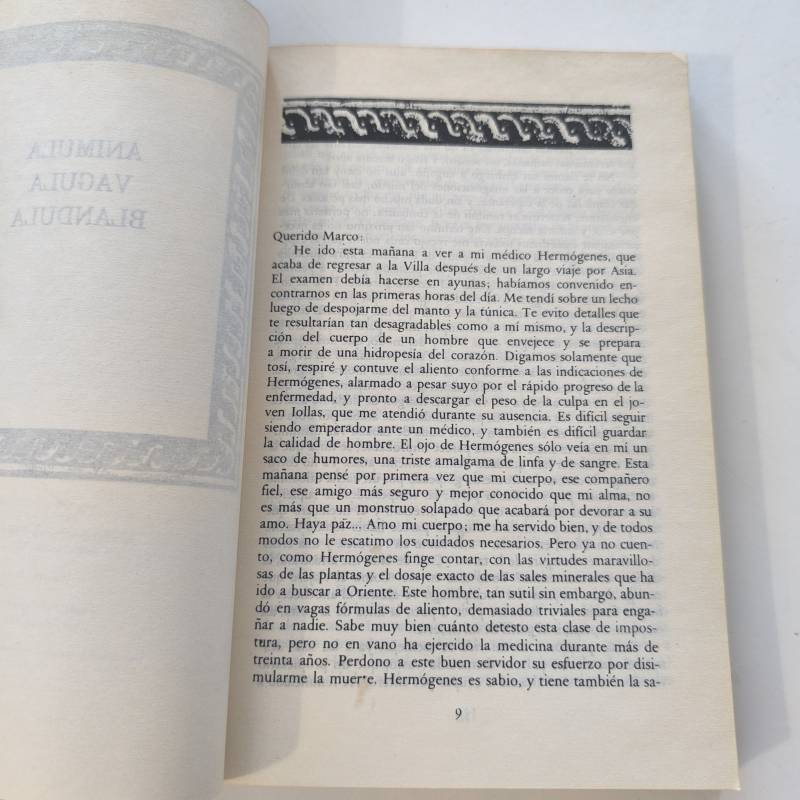 ANIMULA
VAGULA
BLANDULA
Querido Marco:
He ido esta mañana a ver a mi médico Hermógenes, que
acaba de regresar a la Villa después de un largo viaje por Asia.
El examen debía hacerse en ayunas; habíamos convenido en-
contrarnos en las primeras horas del día. Me tendí sobre un lecho
luego de despojarme del manto y la túnica. Te evito detalles que
te resultarían tan desagradables como a mí mismo, y la descrip-
ción del cuerpo de un hombre que envejece y se prepara
a morir de una hidropesía del corazón. Digamos solamente que
tosí, respiré y contuve el aliento conforme a las indicaciones de
Hermógenes, alarmado a pesar suyo por el rápido progreso de la
enfermedad, y pronto a descargar el peso de la culpa en el jo-
ven Iollas, que me atendió durante su ausencia. Es difícil seguir
siendo emperador ante un médico, y también es difícil guardar
la calidad de hombre. El ojo de Hermógenes sólo veía en mi un
saco de humores, una triste amalgama de linfa y de sangre. Esta
mañana pensé por primera vez que mi cuerpo, ese compañero
fiel, ese amigo más seguro y mejor conocido que mi alma, no
es más que un monstruo solapado que acabará por devorar a su
amo. Haya paz... Amo mi cuerpo; me ha servido bien, y de todos
modos no le escatimo los cuidados necesarios. Pero ya no cuen-
to, como Hermógenes finge contar, con las virtudes maravillo-
sas de las plantas y el dosaje exacto de las sales minerales que ha
ido a buscar a Oriente. Este hombre, tan sutil sin embargo, abun-
dó en vagas fórmulas de aliento, demasiado triviales para enga-
ñar a nadie. Sabe muy bien cuánto detesto esta clase de impos-
tura, pero no en vano ha ejercido la medicina durante más de
treinta años. Perdono a este buen servidor su esfuerzo por disi-
mularme la muerte. Hermógenes es sabio, y tiene también la sa-
9